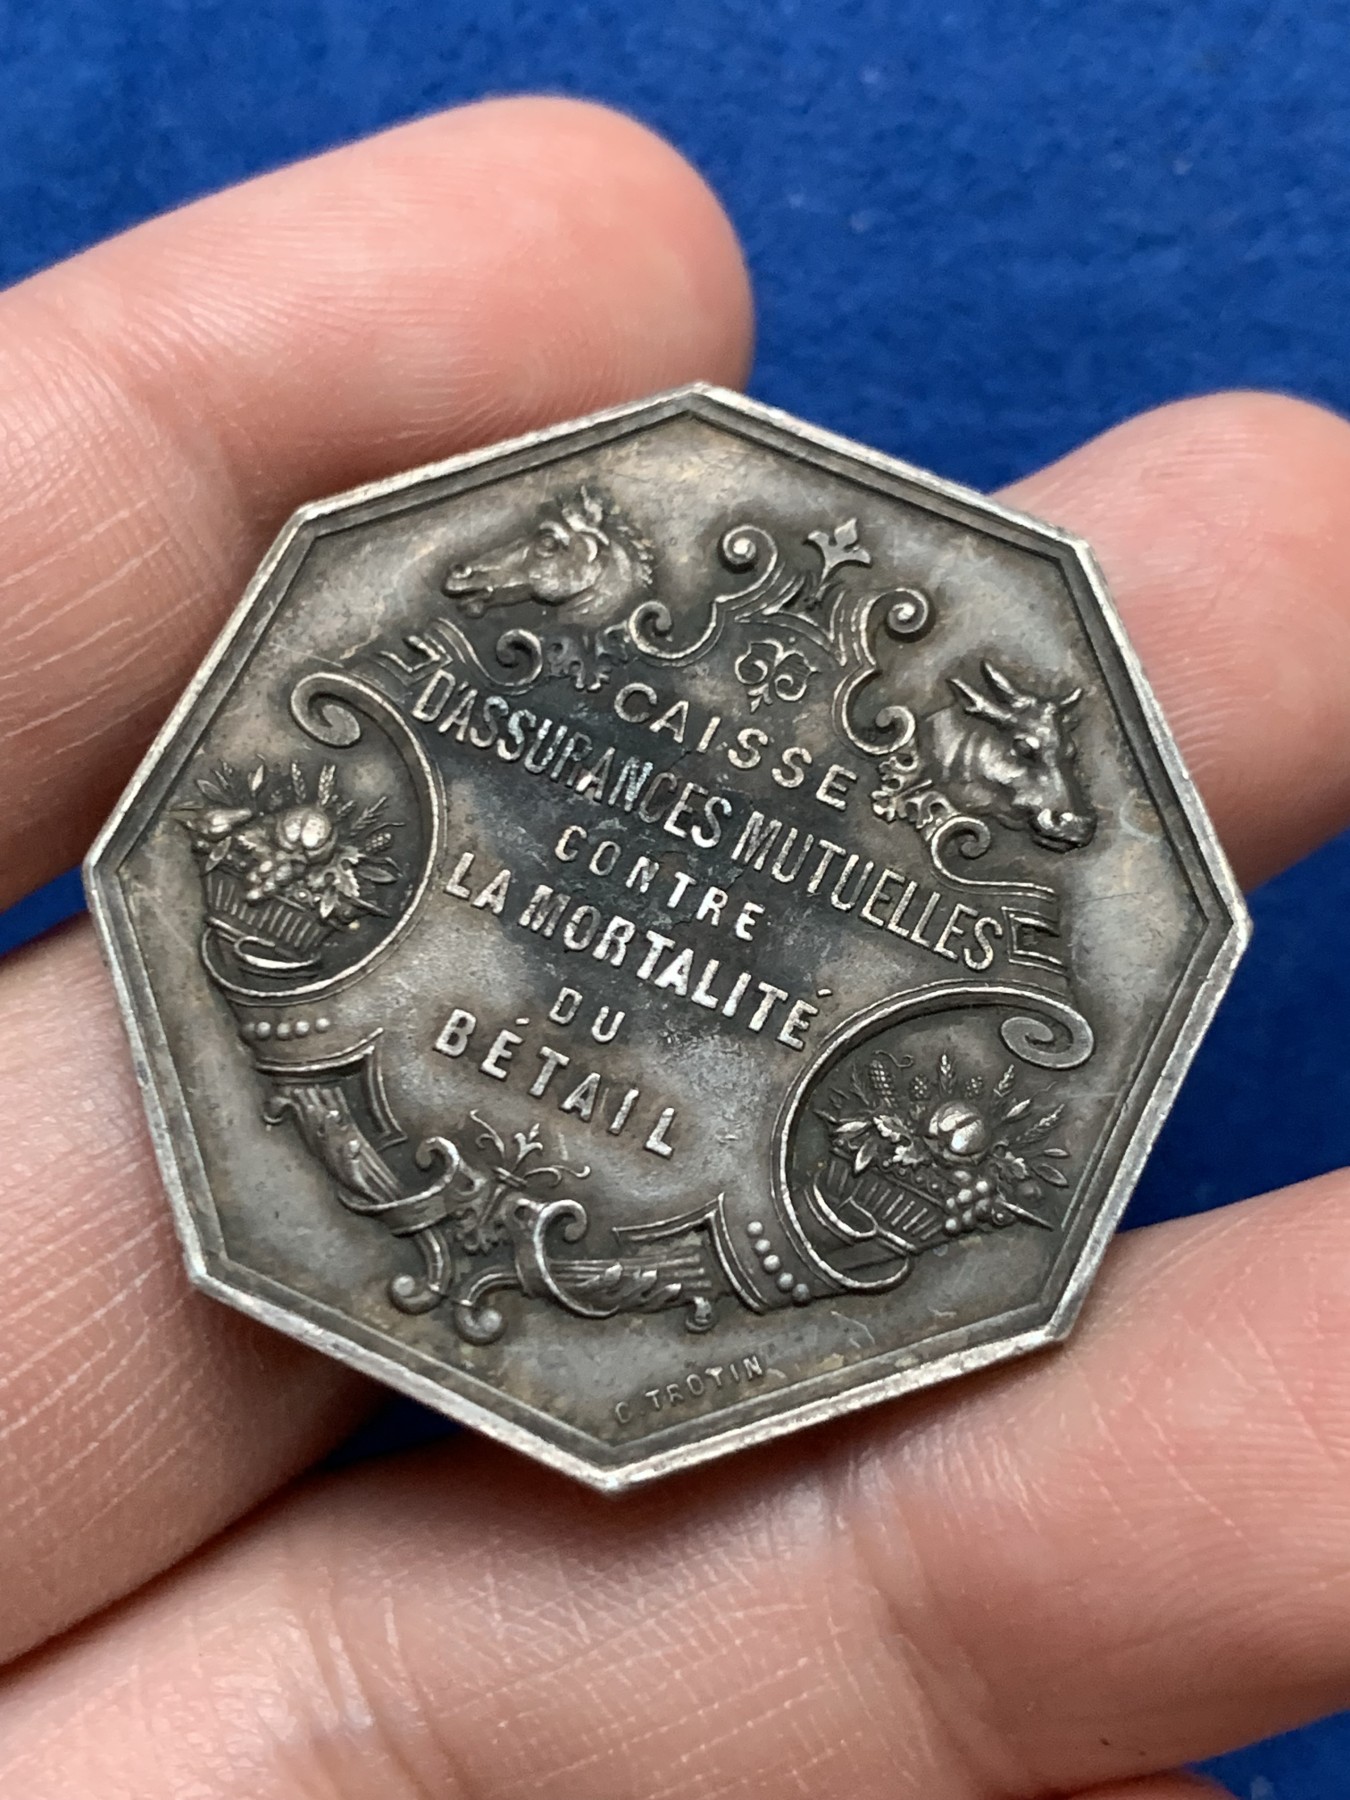 CAISSE
D'ASSURANCES MUTUELLES
CONTRE
LA MORTALITÉ
DU
BÉTAIL
C. TROTIN